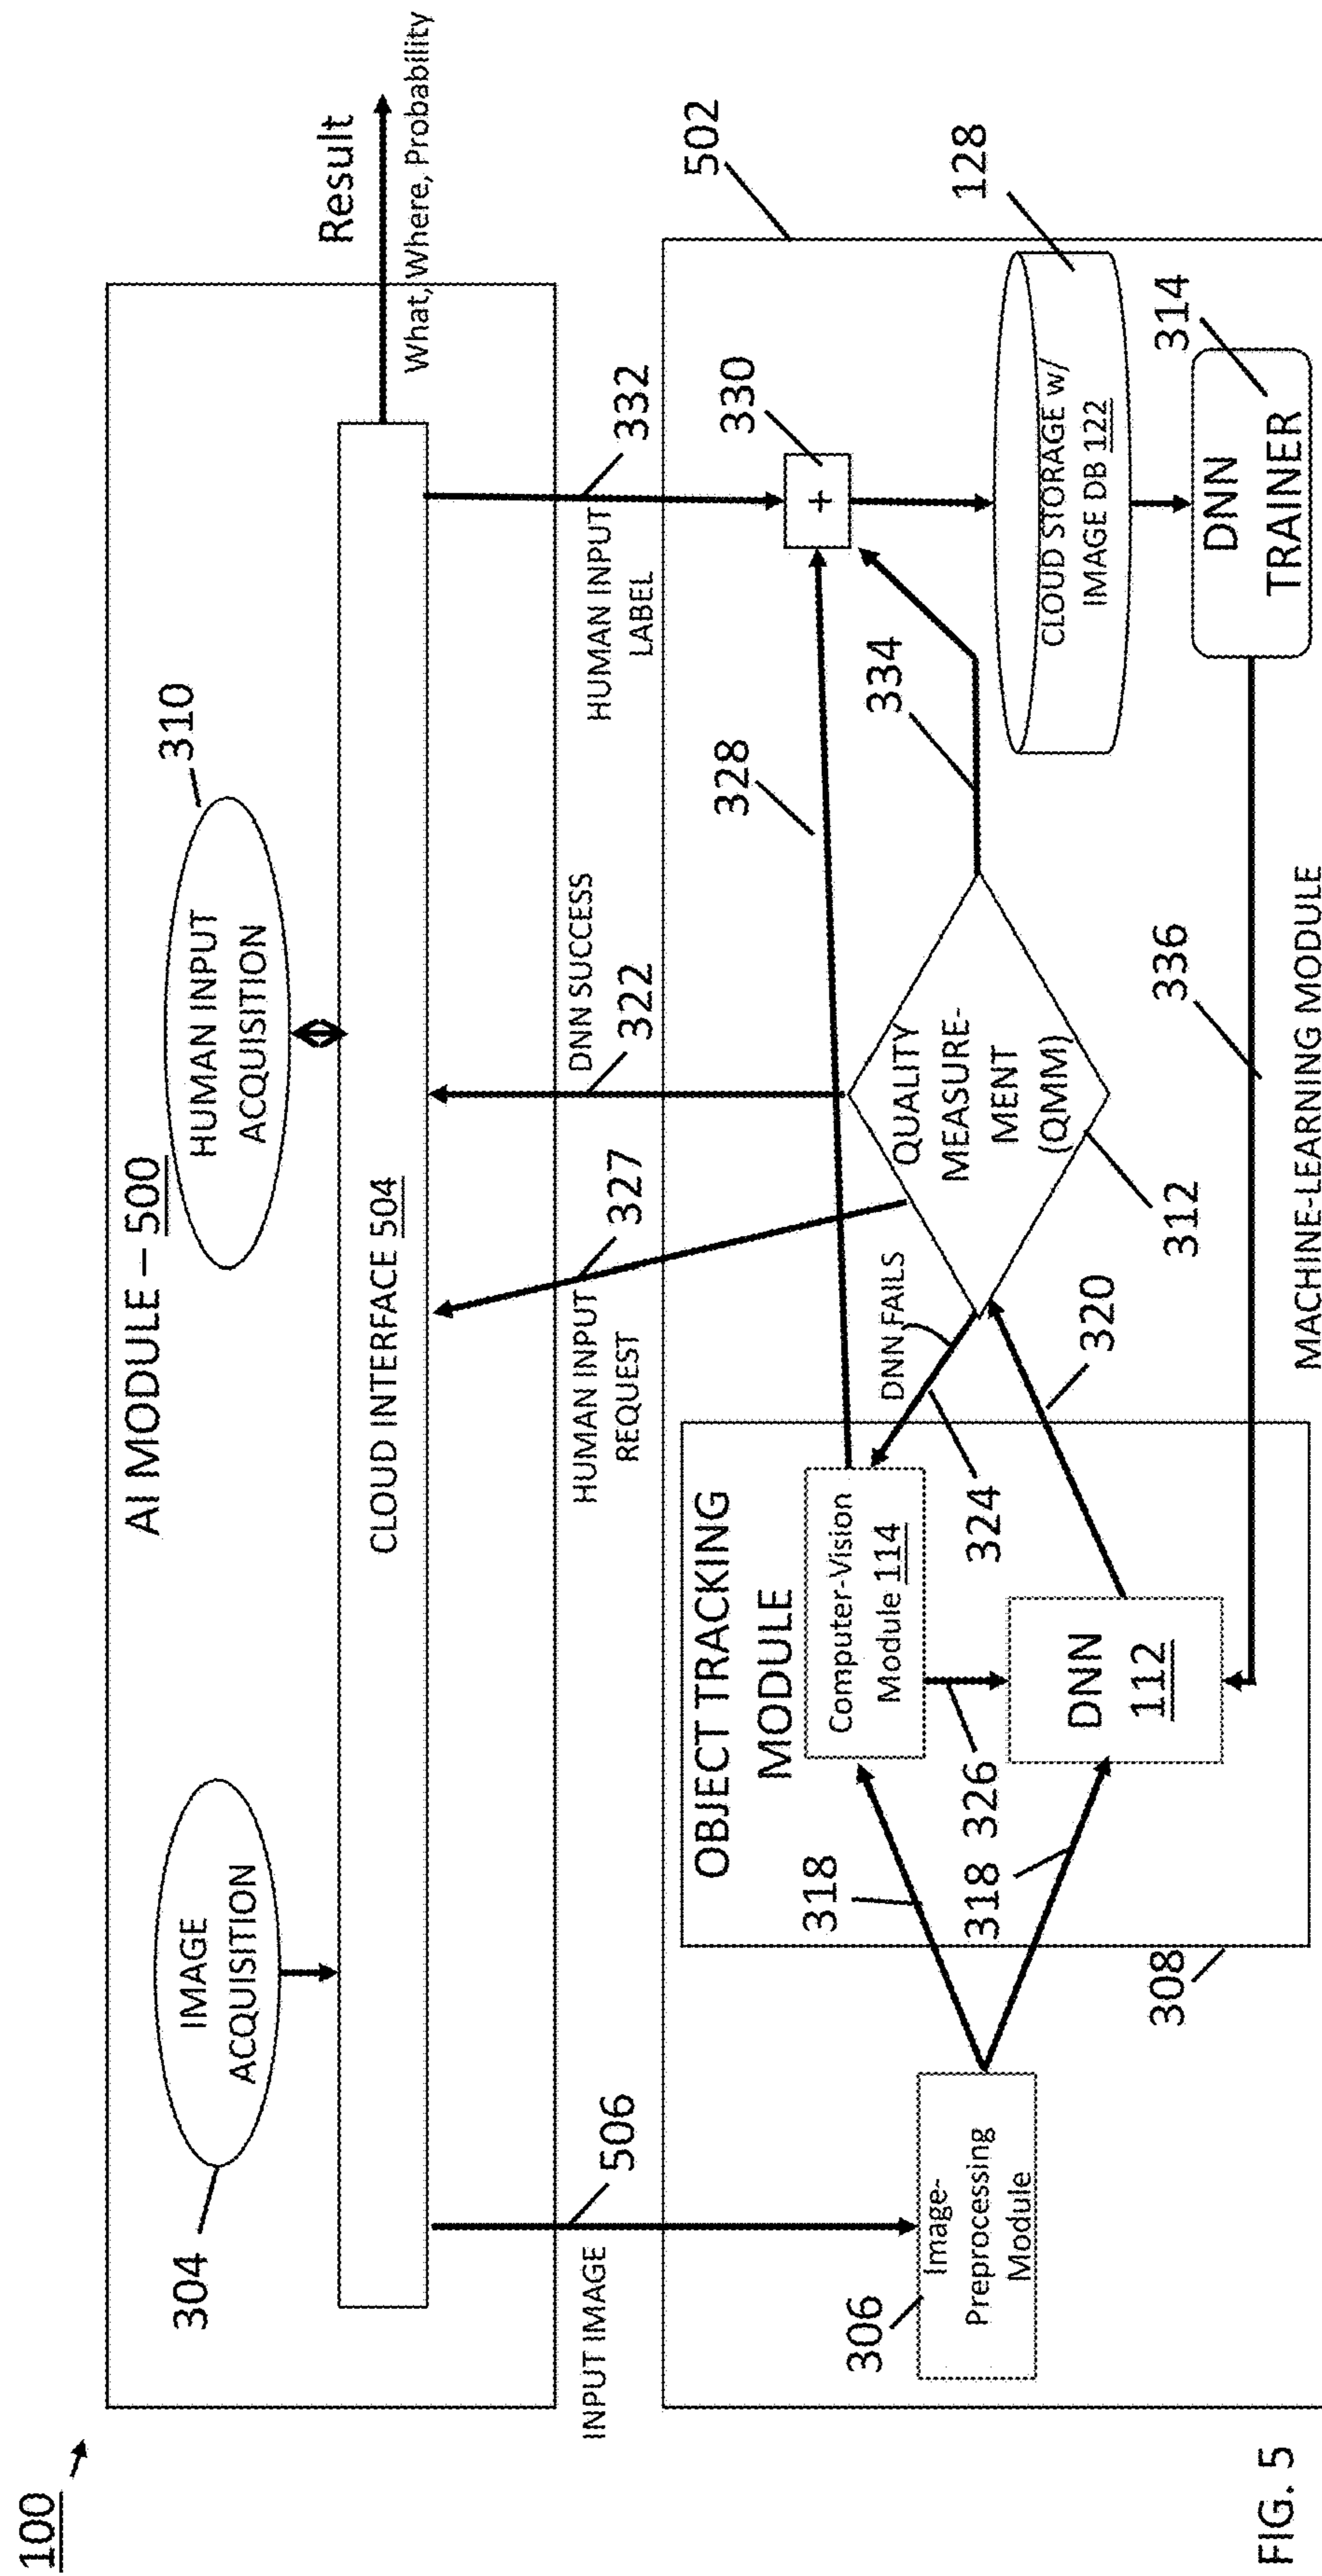 100
AI MODULE – 500
304
IMAGE
ACQUISITION
HUMAN INPUT
ACQUISITION
310
CLOUD INTERFACE 504
Result
What, Where, Probability
INPUT IMAGE
506
HUMAN INPUT
REQUEST
327
DNN SUCCESS
322
HUMAN INPUT
LABEL
332
502
306
Image-
Preprocessing
Module
308
OBJECT TRACKING
MODULE
318
318
Computer-Vision
Module 114
326
DNN
112
324
DNN FAILS
320
QUALITY
MEASURE-
MENT
(QMM)
312
328
334
330
+
128
CLOUD STORAGE w/
IMAGE DB 122
314
DNN
TRAINER
336
MACHINE-LEARNING MODULE
FIG. 5